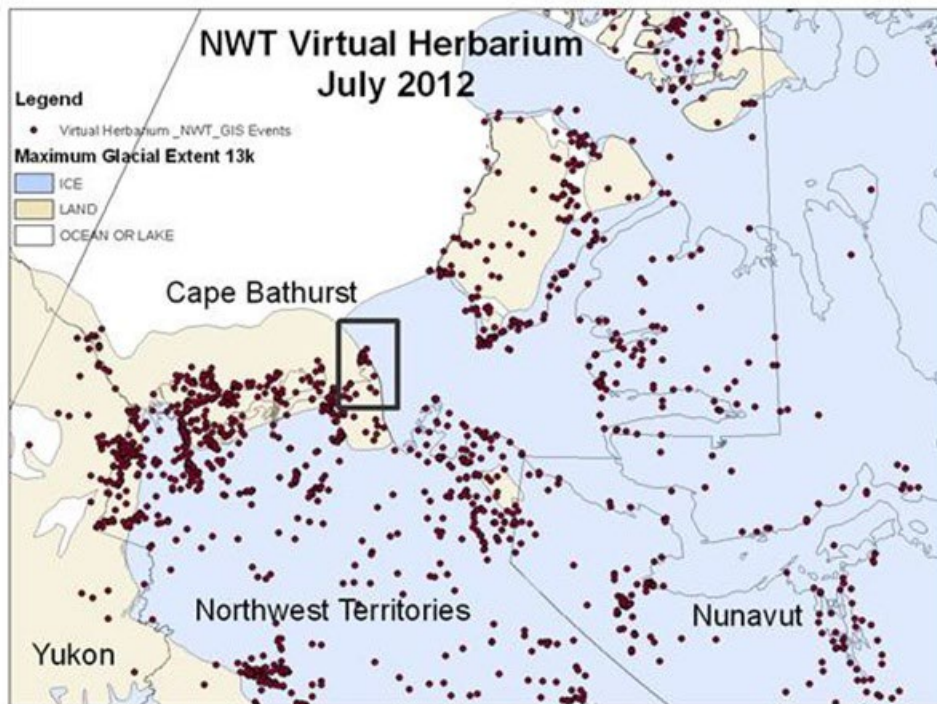 NWT Virtual Herbarium
July 2012
Legend
Virtual Herbarium _NWT_GIS Events
Maximum Glacial Extent 13k
ICE
LAND
OCEAN OR LAKE
Cape Bathurst
Northwest Territories
Nunavut
Yukon